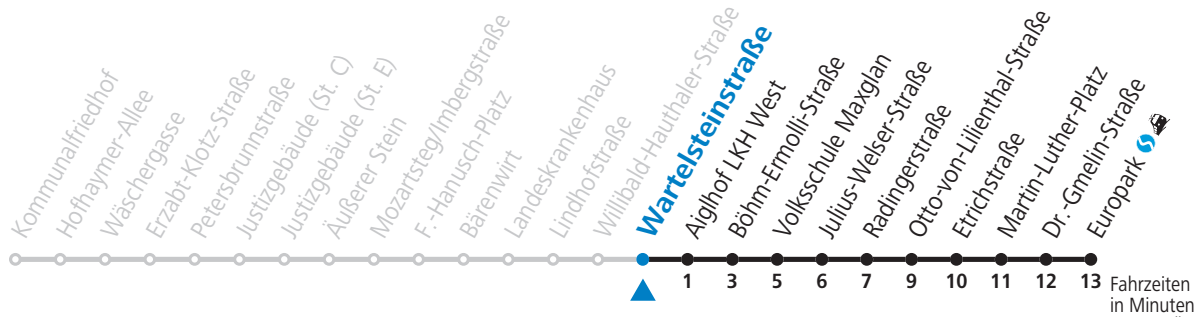 Kommunalfriedhof
Hofhaymer-Allee
Wäschergasse
Erzabt-Klotz-Straße
Petersbrunnstraße
Justizgebäude (St. C)
Justizgebäude (St. E)
Äußerer Stein
Mozartsteg/Imbergstraße
F.-Hanusch-Platz
Bärenwirt
Landeskrankenhaus
Lindhofstraße
Willibald-Hauthaler-Straße
Wartelsteinstraße
Aiglhof LKH West
Böhm-Ermolli-Straße
Volksschule Maxglan
Julius-Welser-Straße
Radingerstraße
Otto-von-Lilienthal-Straße
Etrichstraße
Martin-Luther-Platz
Dr.-Gmelin-Straße
Europark
1 3 5 6 7 9 10 11 12 13 Fahrzeiten
in Minuten